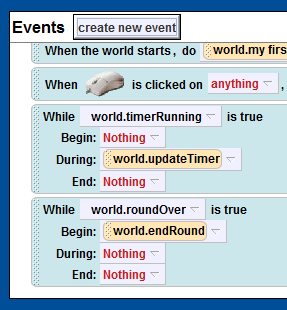 Events create new event
When the world starts, do world.my firs
When is clicked on anything ,
While world.timerRunning is true
Begin: Nothing
During: world.updateTimer
End: Nothing
While world.roundOver is true
Begin: world.endRound
During: Nothing
End: Nothing